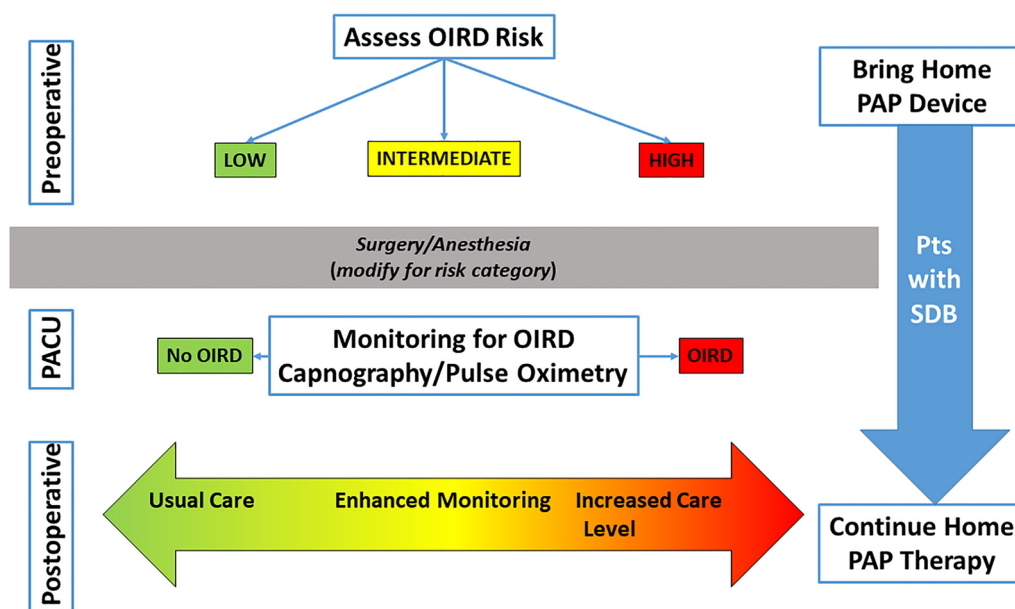 Preoperative
Assess OIRD Risk
LOW
INTERMEDIATE
HIGH
Bring Home
PAP Device
Surgery/Anesthesia
(modify for risk category)
Pts
with
SDB
PACU
No OIRD
Monitoring for OIRD
Capnography/Pulse Oximetry
OIRD
Postoperative
Usual Care
Enhanced Monitoring
Increased Care
Level
Continue Home
PAP Therapy